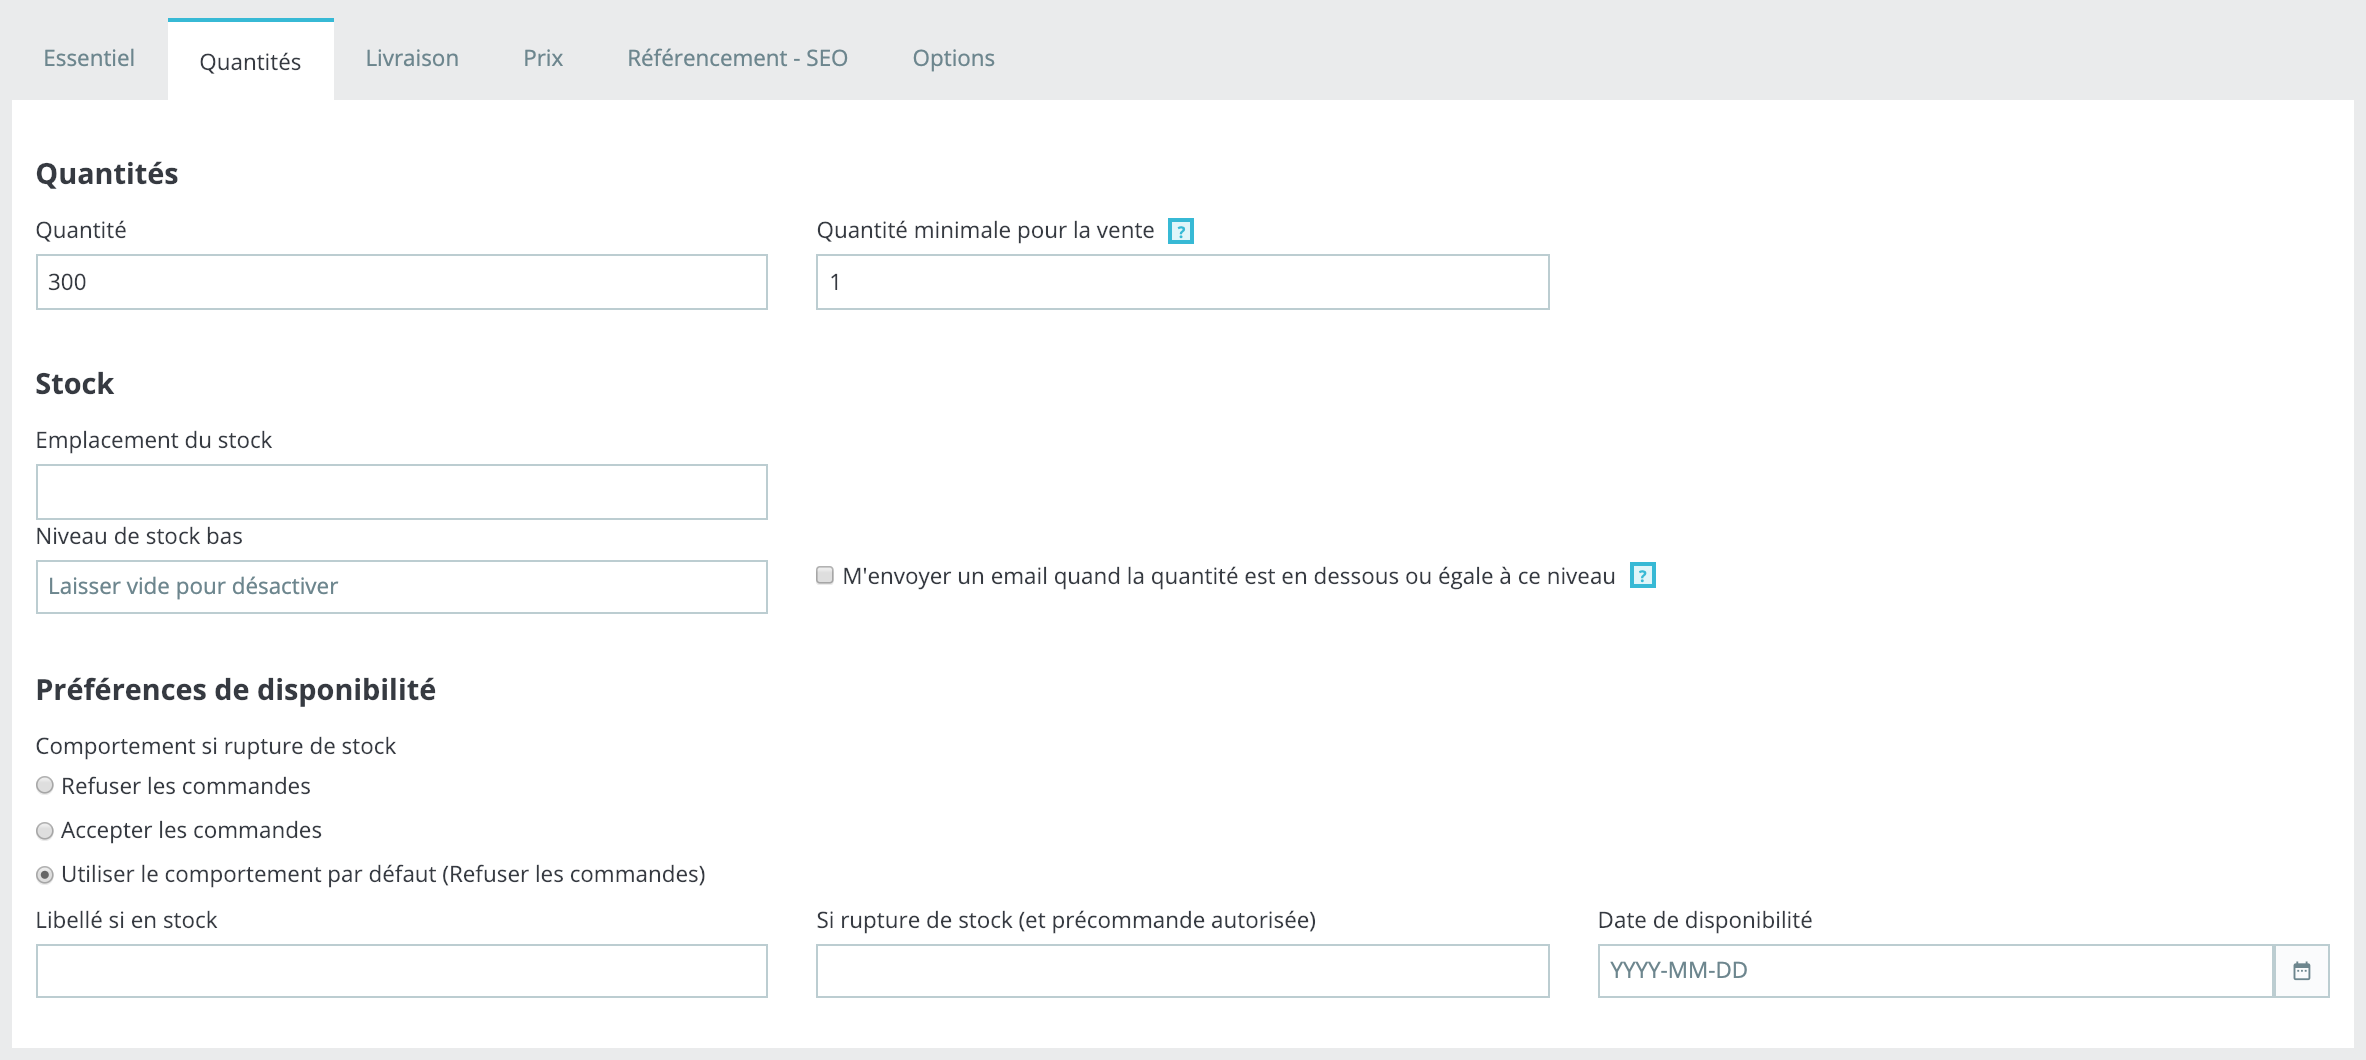 Essentiel
Quantités
Livraison
Prix
Référencement - SEO
Options
Quantités
Quantité
Quantité minimale pour la vente ?
300
1
Stock
Emplacement du stock
Niveau de stock bas
Laisser vide pour désactiver
M'envoyer un email quand la quantité est en dessous ou égale à ce niveau ?
Préférences de disponibilité
Comportement si rupture de stock
Refuser les commandes
Accepter les commandes
Utiliser le comportement par défaut (Refuser les commandes)
Libellé si en stock
Si rupture de stock (et précommande autorisée)
Date de disponibilité
YYYY-MM-DD